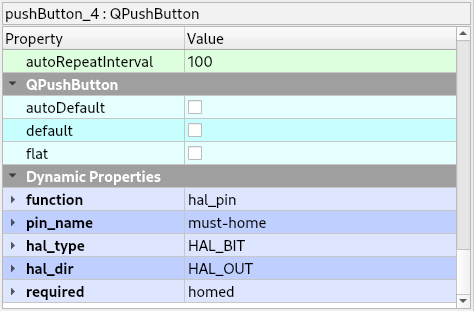 pushButton_4 : QPushButton
Property Value
autoRepeatInterval 100
QPushButton
autoDefault
default
flat
Dynamic Properties
function hal_pin
pin_name must-home
hal_type HAL_BIT
hal_dir HAL_OUT
required homed